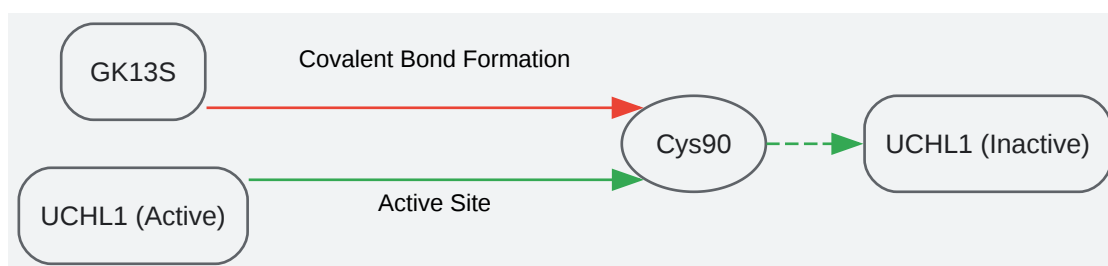 GK13S
Covalent Bond Formation
Cys90
UCHL1 (Inactive)
UCHL1 (Active)
Active Site